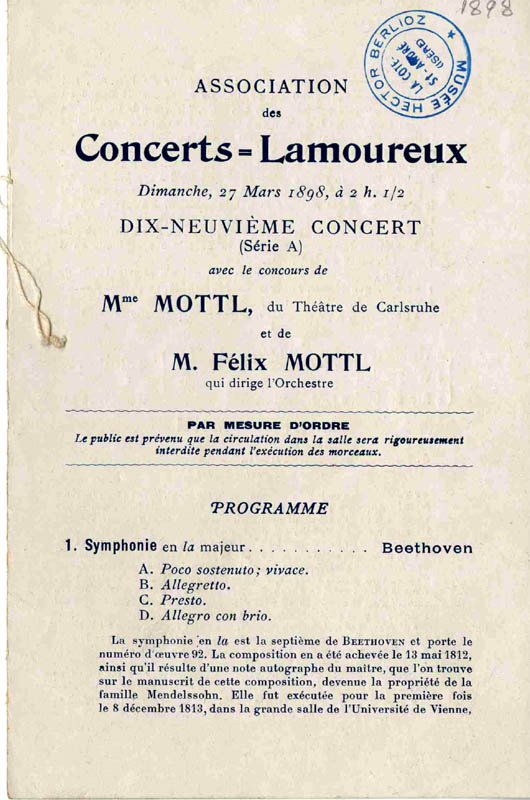 1898
MUSÉE HECTOR BERLIOZ
LA CÔTE-
ST-ANDRÉ
(ISÈRE)
ASSOCIATION
des
Concerts=Lamoureux
Dimanche, 27 Mars 1898, à 2 h. 1/2
DIX-NEUVIÈME CONCERT
(Série A)
avec le concours de
Mme MOTTL, du Théâtre de Carlsruhe
et de
M. Félix MOTTL
qui dirige l'Orchestre
PAR MESURE D'ORDRE
Le public est prévenu que la circulation dans la salle sera rigoureusement
interdite pendant l'exécution des morceaux.
PROGRAMME
1. Symphonie en la majeur . . . . . . . . . . . Beethoven
A. Poco sostenuto; vivace.
B. Allegretto.
C. Presto.
D. Allegro con brio.
La symphonie en la est la septième de BEETHOVEN et porte le
numéro d'œuvre 92. La composition en a été achevée le 13 mai 1812,
ainsi qu'il résulte d'une note autographe du maitre, que l'on trouve
sur le manuscrit de cette composition, devenue la propriété de la
famille Mendelssohn. Elle fut exécutée pour la première fois
le 8 décembre 1813, dans la grande salle de l'Université de Vienne,